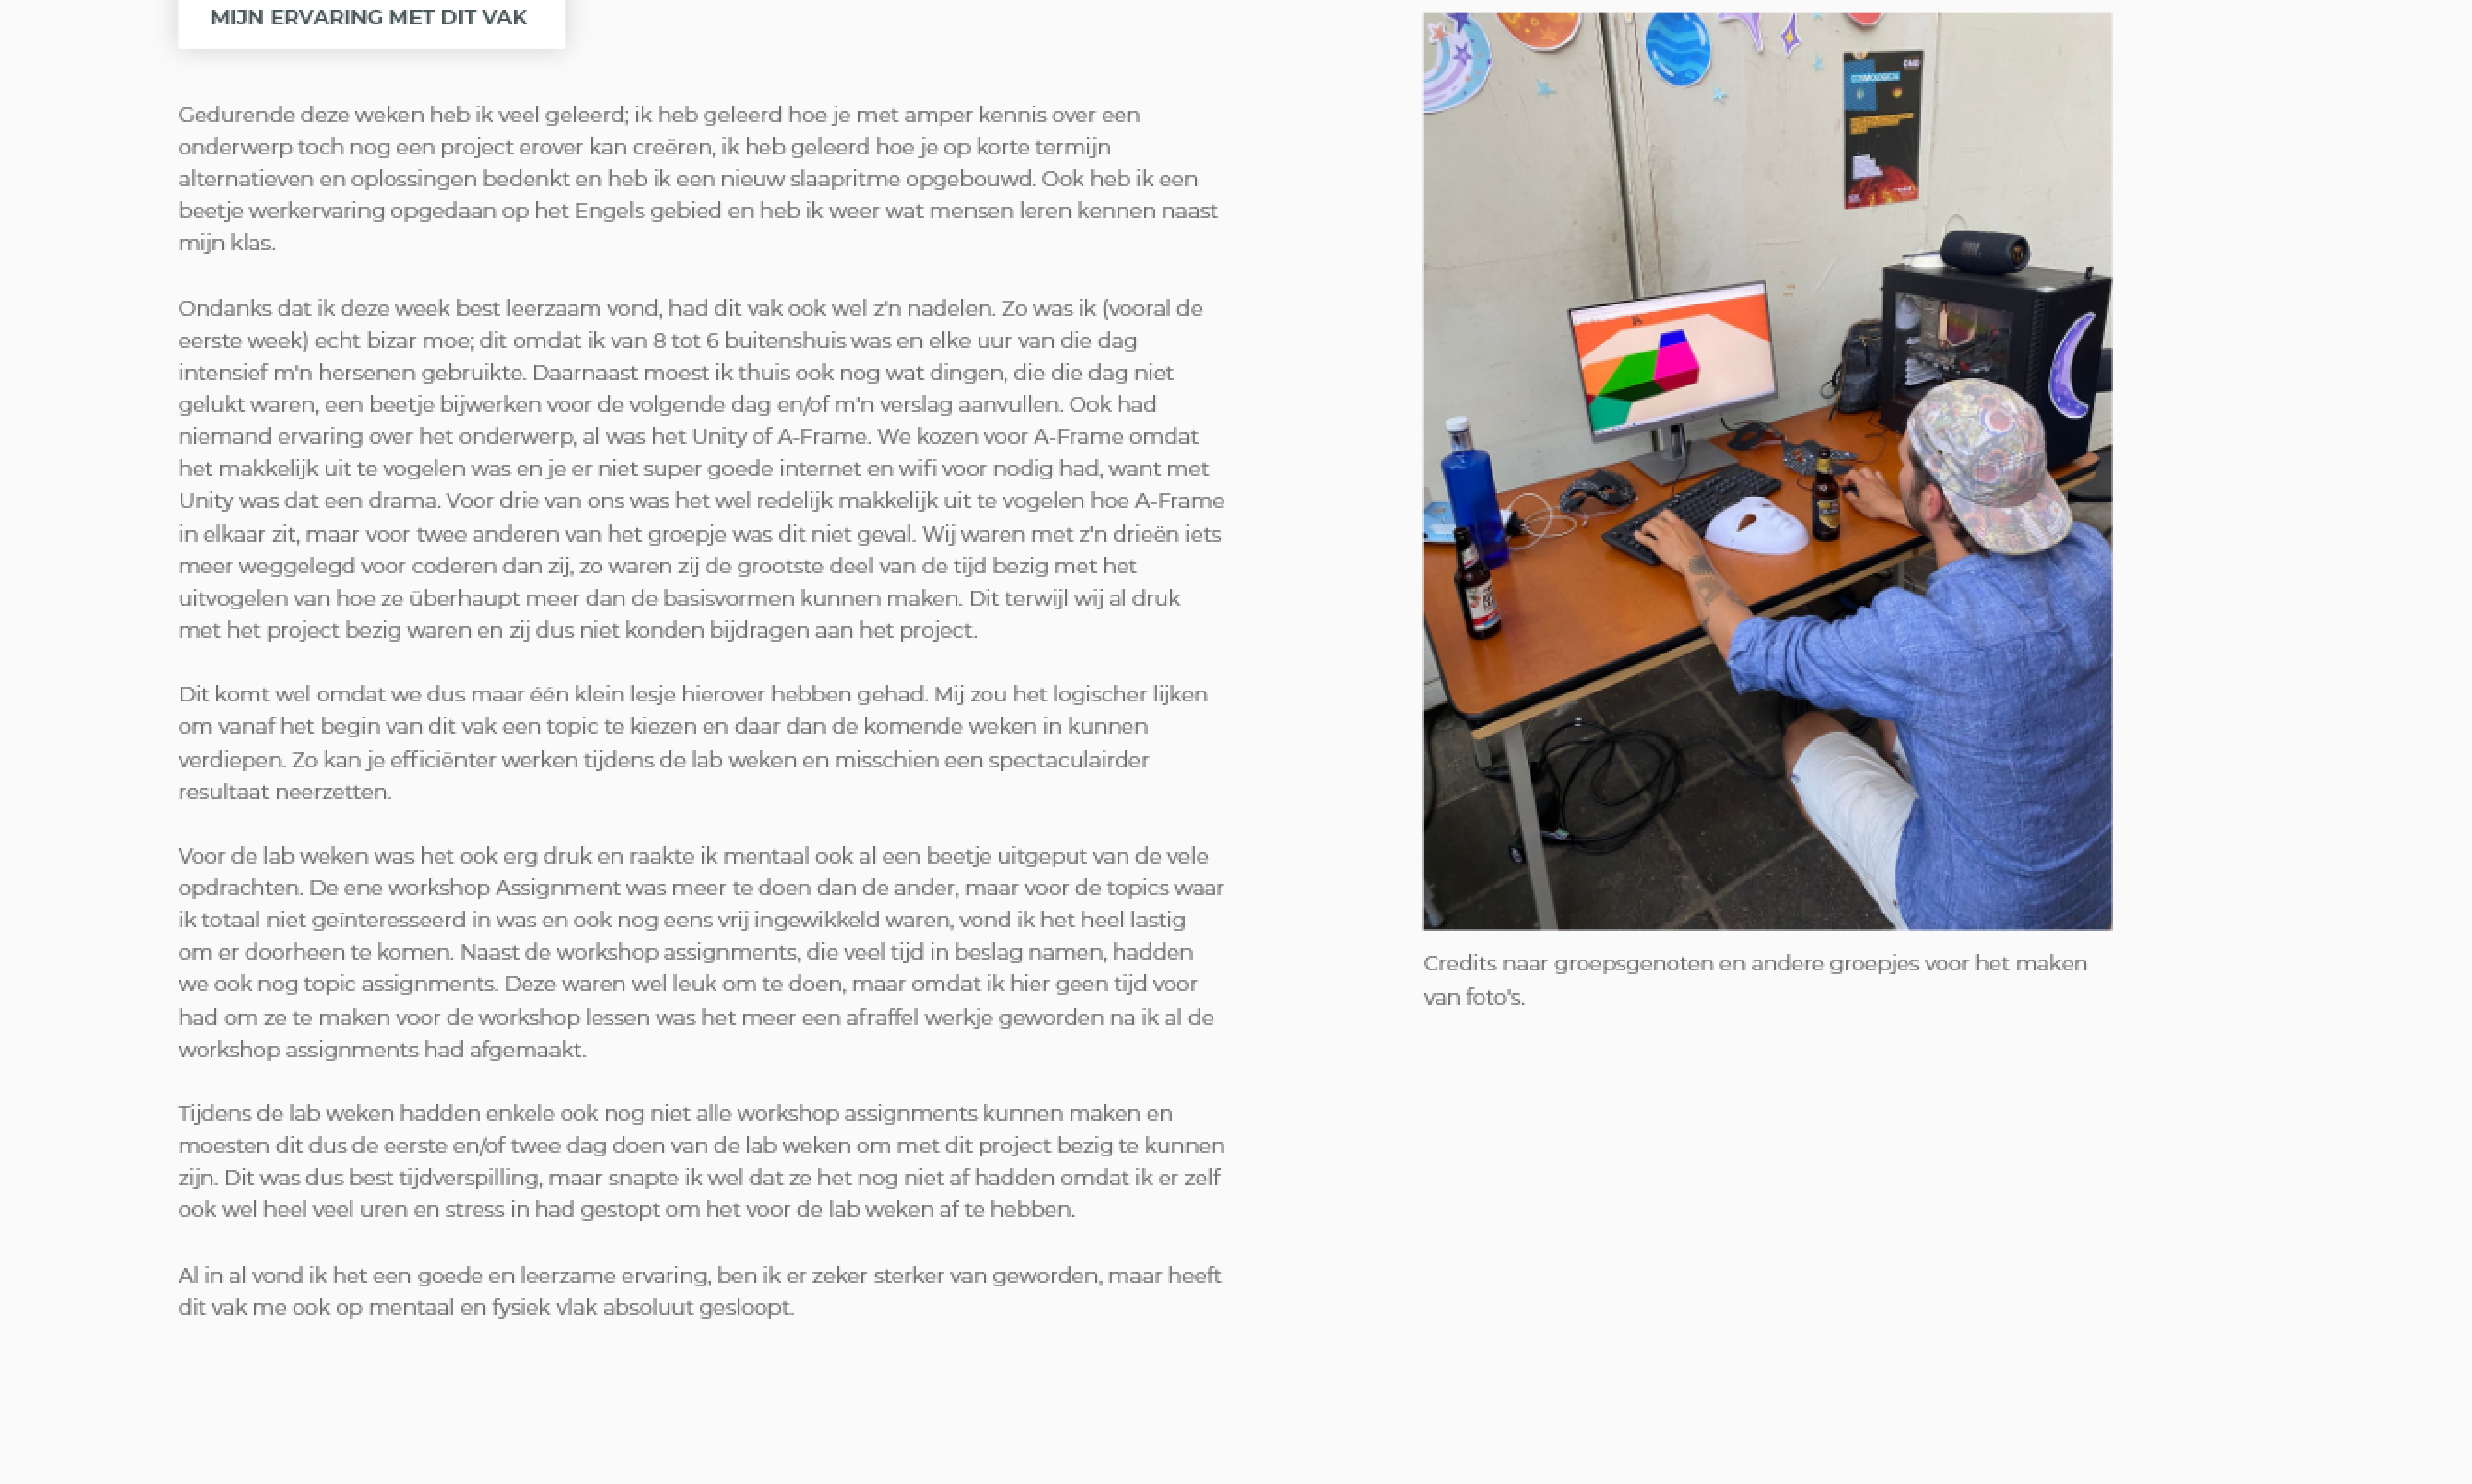 MIJN ERVARING MET DIT VAK
Gedurende deze weken heb ik veel geleerd; ik heb geleerd hoe je met amper kennis over een
onderwerp toch nog een project erover kan creëren, ik heb geleerd hoe je op korte termijn
alternatieven en oplossingen bedenkt en heb ik een nieuw slaapritme opgebouwd. Ook heb ik een
beetje werkervaring opgedaan op het Engels gebied en heb ik weer wat mensen leren kennen naast
mijn klas.
Ondanks dat ik deze week best leerzaam vond, had dit vak ook wel z'n nadelen. Zo was ik (vooral de
eerste week) echt bizar moe; dit omdat ik van 8 tot 6 buitenshuis was en elke uur van die dag
intensief m'n hersenen gebruikte. Daarnaast moest ik thuis ook nog wat dingen, die die dag niet
gelukt waren, een beetje bijwerken voor de volgende dag en/of m'n verslag aanvullen. Ook had
niemand ervaring over het onderwerp, al was het Unity of A-Frame. We kozen voor A-Frame omdat
het makkelijk uit te vogelen was en je er niet super goede internet en wifi voor nodig had, want met
Unity was dat een drama. Voor drie van ons was het wel redelijk makkelijk uit te vogelen hoe A-Frame
in elkaar zit, maar voor twee anderen van het groepje was dit niet geval. Wij waren met z'n drieën iets
meer weggelegd voor coderen dan zij, zo waren zij de grootste deel van de tijd bezig met het
uitvogelen van hoe ze überhaupt meer dan de basisvormen kunnen maken. Dit terwijl wij al druk
met het project bezig waren en zij dus niet konden bijdragen aan het project.
Dit komt wel omdat we dus maar één klein lesje hierover hebben gehad. Mij zou het logischer lijken
om vanaf het begin van dit vak een topic te kiezen en daar dan de komende weken in kunnen
verdiepen. Zo kan je efficiënter werken tijdens de lab weken en misschien een spectaculairder
resultaat neerzetten.
Voor de lab weken was het ook erg druk en raakte ik mentaal ook al een beetje uitgeput van de vele
opdrachten. De ene workshop Assignment was meer te doen dan de ander, maar voor de topics waar
ik totaal niet geïnteresseerd in was en ook nog eens vrij ingewikkeld waren, vond ik het heel lastig
om er doorheen te komen. Naast de workshop assignments, die veel tijd in beslag namen, hadden
we ook nog topic assignments. Deze waren wel leuk om te doen, maar omdat ik hier geen tijd voor
had om ze te maken voor de workshop lessen was het meer een afraffel werkje geworden na ik al de
workshop assignments had afgemaakt.
Tijdens de lab weken hadden enkele ook nog niet alle workshop assignments kunnen maken en
moesten dit dus de eerste en/of twee dag doen van de lab weken om met dit project bezig te kunnen
zijn. Dit was dus best tijdverspilling, maar snapte ik wel dat ze het nog niet af hadden omdat ik er zelf
ook wel heel veel uren en stress in had gestopt om het voor de lab weken af te hebben.
Al in al vond ik het een goede en leerzame ervaring, ben ik er zeker sterker van geworden, maar heeft
dit vak me ook op mentaal en fysiek vlak absoluut gesloopt.
COSMOLOGICAL
JBL
Credits naar groepsgenoten en andere groepjes voor het maken
van foto's.